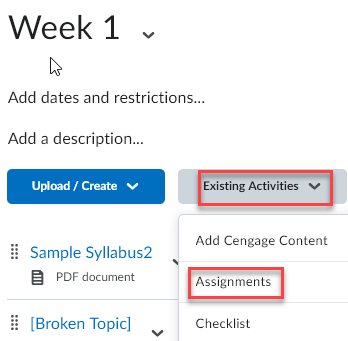 Week 1
Add dates and restrictions...
Add a description...
Upload / Create
Existing Activities
Add Cengage Content
Sample Syllabus2
PDF document
Assignments
[Broken Topic]
Checklist